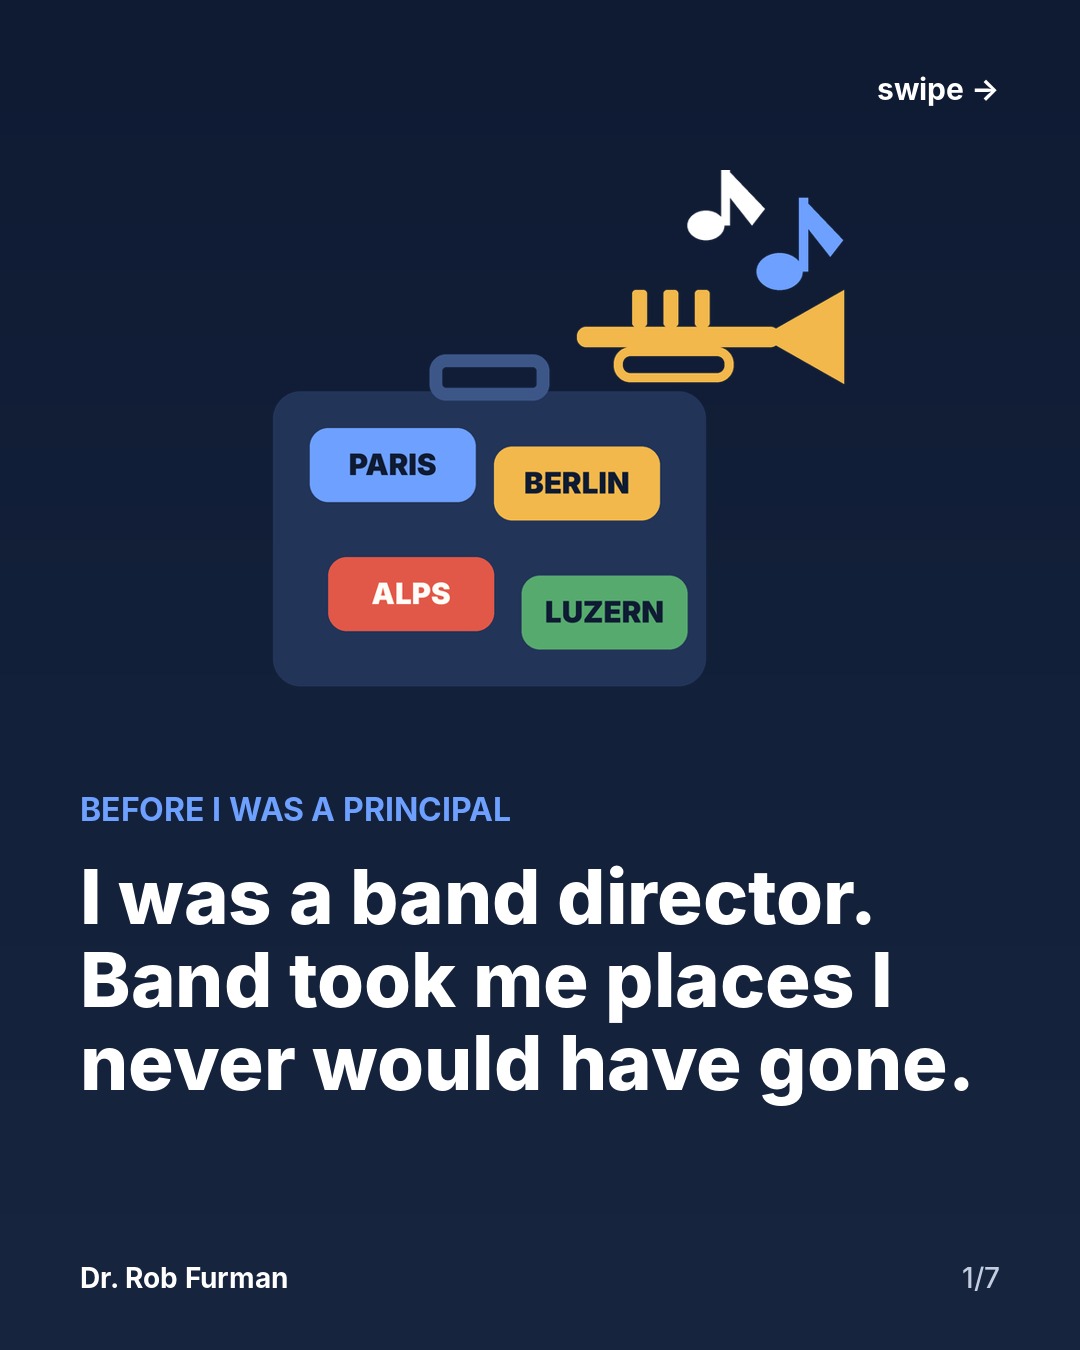 swipe →
PARIS
BERLIN
ALPS
LUZERN
BEFORE I WAS A PRINCIPAL
I was a band director.
Band took me places I
never would have gone.
Dr. Rob Furman
1/7